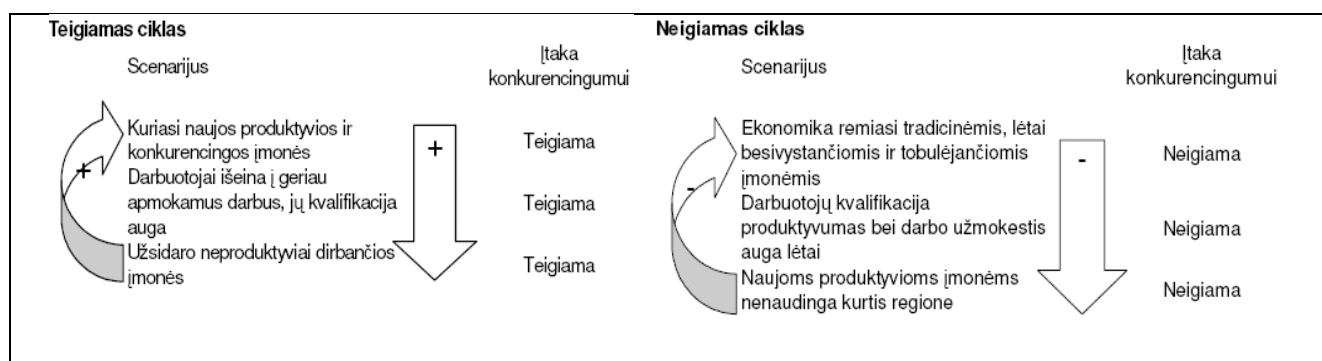 Teigiamas ciklas
Scenarijus
Įtaka
konkurencingumui
Kuriasi naujos produktyvios ir
konkurencingos įmonės
Darbuotojai išeina į geriau
apmokamus darbus, jų kvalifikacija
auga
Užsidaro neproduktyviai dirbančios
įmonės
+
+
Teigiama
Teigiama
Teigiama
Neigiamas ciklas
Scenarijus
Įtaka
konkurencingumui
Ekonomika remiasi tradicinėmis, lėtai
besivystančiomis ir tobulėjančiomis
įmonėmis
Darbuotojų kvalifikacija
produktyvumas bei darbo užmokestis
auga lėtai
Naujoms produktyvioms įmonėms
nenaudinga kurtis regione
-
-
Neigiama
Neigiama
Neigiama